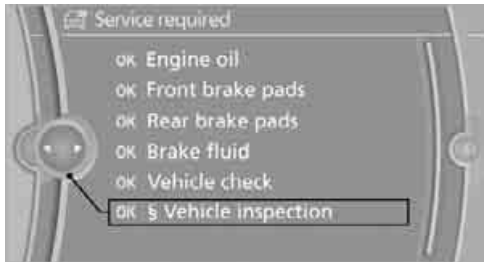 Service required
OK Engine oil
OK Front brake pads
OK Rear brake pads
OK Brake fluid
OK Vehicle check
OK § Vehicle inspection